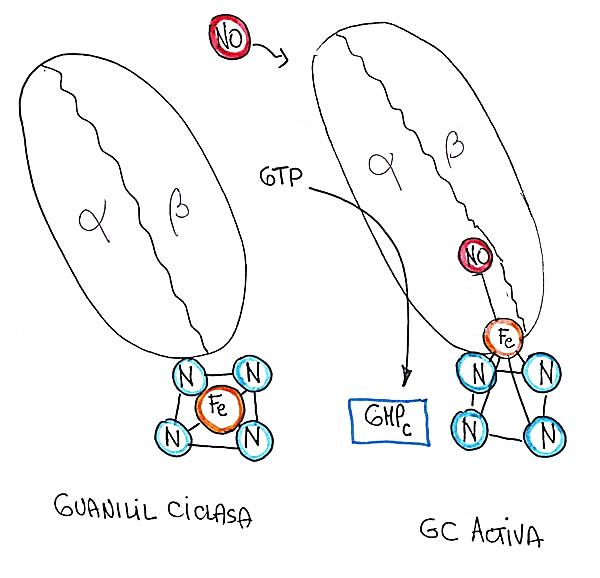 NO
α β
α β
GTP
NO
Fe
N N
Fe
N N
N N
N N
GMPc
GUANILIL CICLASA
GC ACTIVA